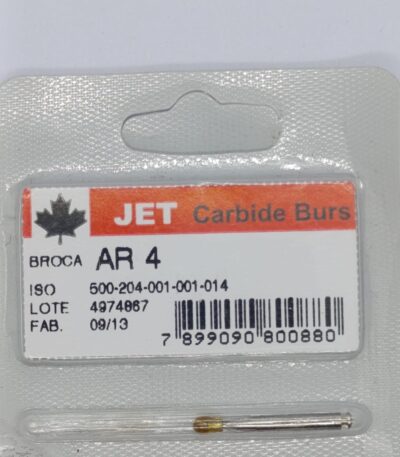 JET Carbide Burs
BROCA AR 4
ISO 500-204-001-001-014
LOTE 4974867
FAB. 09/13
7 899090 800880